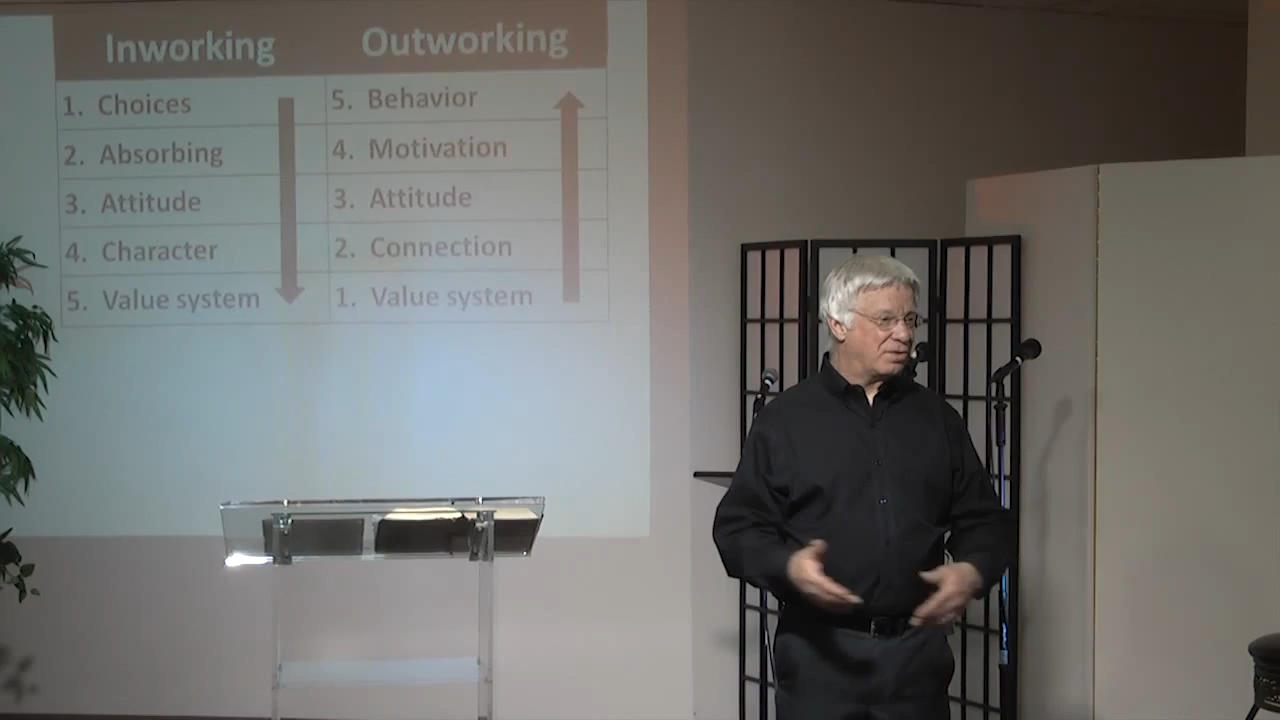 Inworking Outworking
1. Choices 5. Behavior
2. Absorbing 4. Motivation
3. Attitude 3. Attitude
4. Character 2. Connection
5. Value system 1. Value system